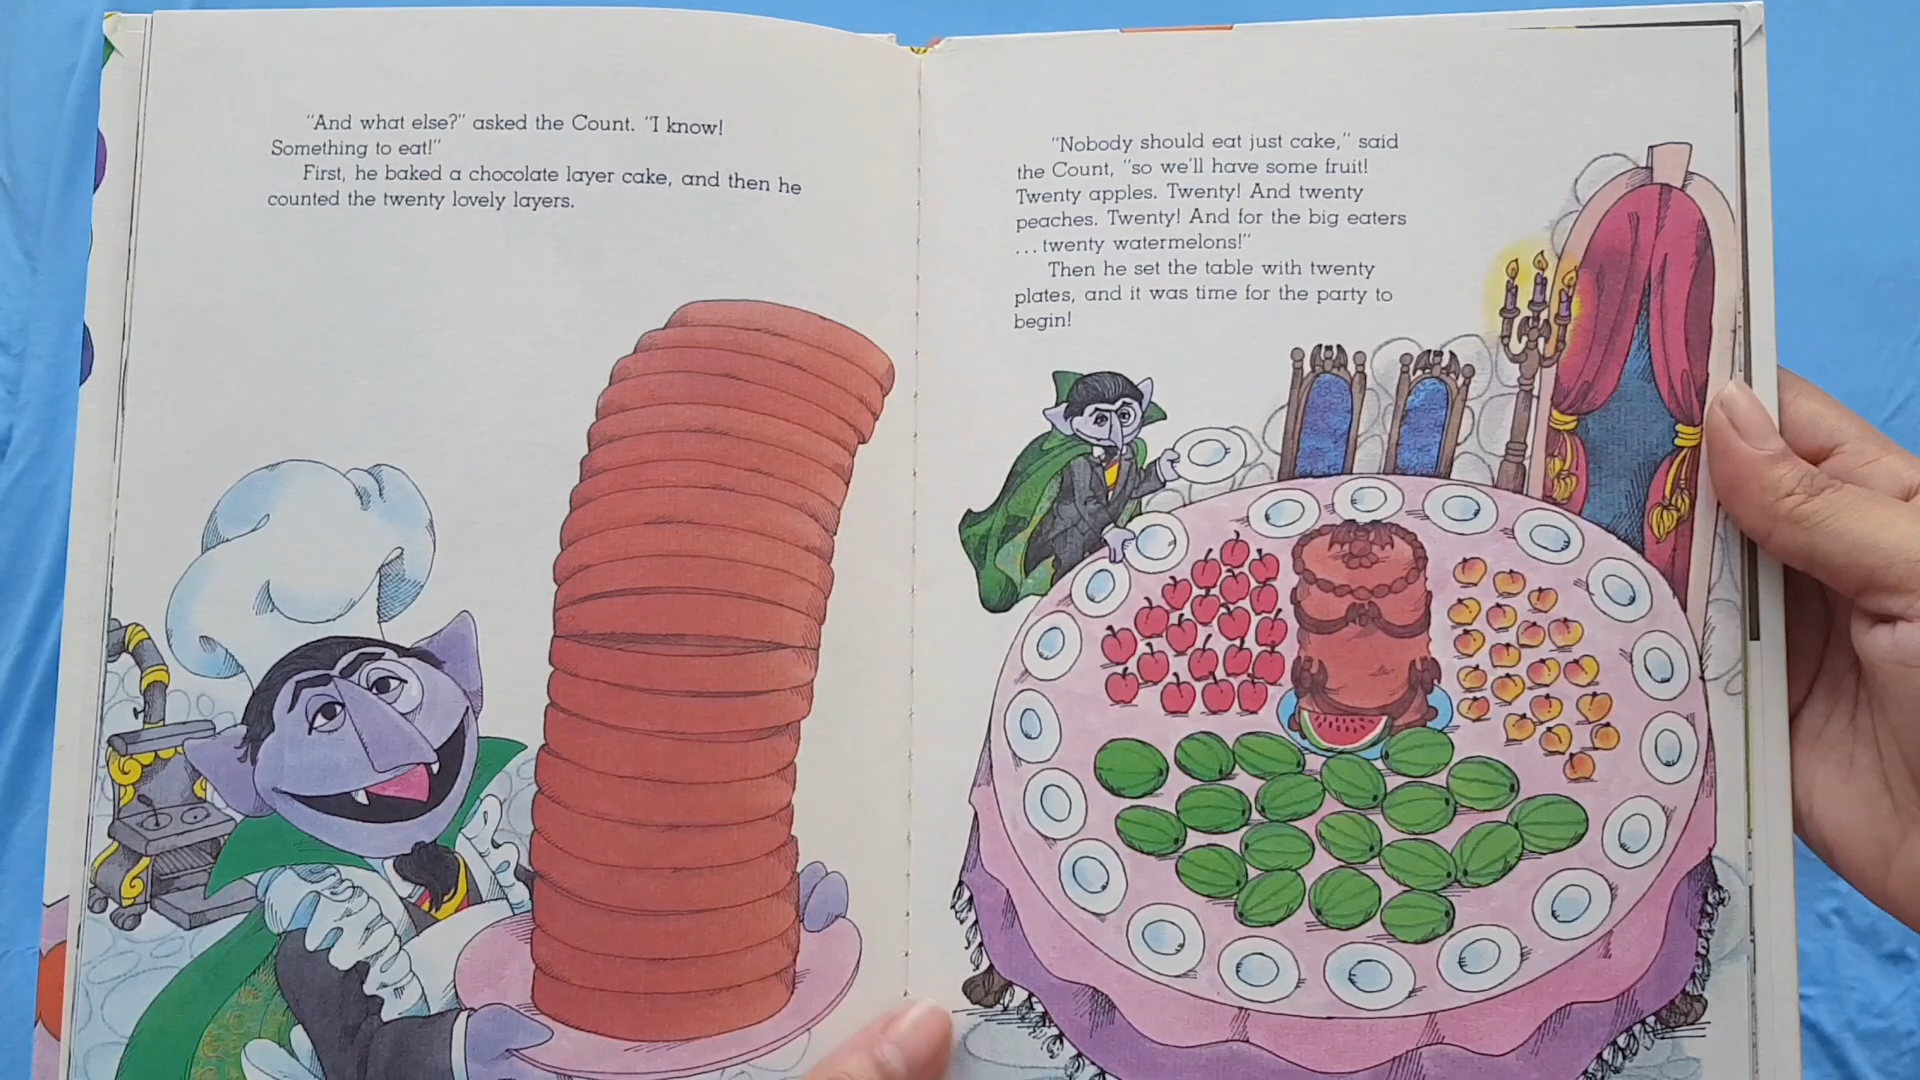 "And what else?" asked the Count. "I know!
Something to eat!"
First, he baked a chocolate layer cake, and then he
counted the twenty lovely layers.
"Nobody should eat just cake," said
the Count, "so we'll have some fruit!
Twenty apples. Twenty! And twenty
peaches. Twenty! And for the big eaters
...twenty watermelons!"
Then he set the table with twenty
plates, and it was time for the party to
begin!